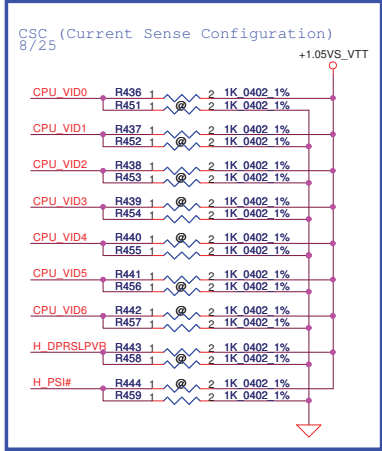 CSC (Current Sense Configuration)
8/25
+1.05VS_VTT
CPU_VID0 R436 1 2 1K_0402_1%
R451 1 @ 2 1K_0402_1%
CPU_VID1 R437 1 2 1K_0402_1%
R452 1 @ 2 1K_0402_1%
CPU_VID2 R438 1 2 1K_0402_1%
R453 1 @ 2 1K_0402_1%
CPU_VID3 R439 1 @ 2 1K_0402_1%
R454 1 2 1K_0402_1%
CPU_VID4 R440 1 @ 2 1K_0402_1%
R455 1 2 1K_0402_1%
CPU_VID5 R441 1 2 1K_0402_1%
R456 1 @ 2 1K_0402_1%
CPU_VID6 R442 1 @ 2 1K_0402_1%
R457 1 2 1K_0402_1%
H_DPRSLPVR R443 1 2 1K_0402_1%
R458 1 @ 2 1K_0402_1%
H_PSI# R444 1 @ 2 1K_0402_1%
R459 1 2 1K_0402_1%